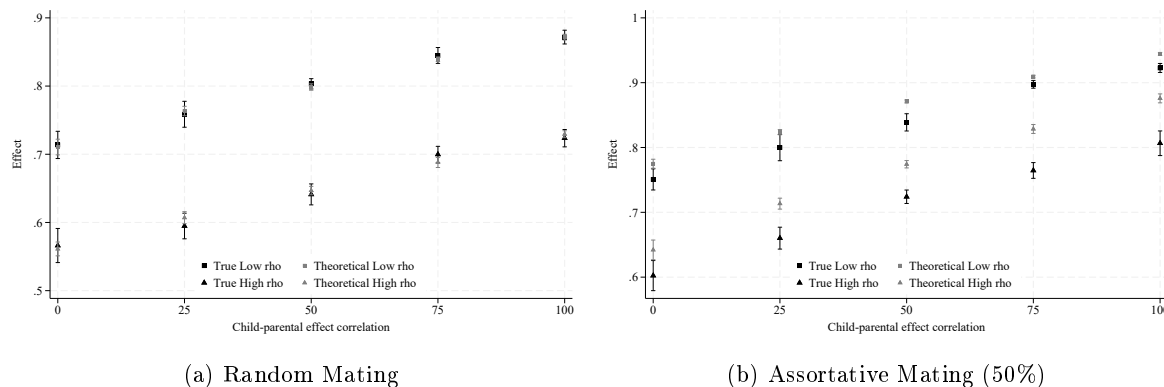 .9
.8
.7
.6
.5
Effect
0
25
50
75
100
Child-parental effect correlation
True Low rho
Theoretical Low rho
True High rho
Theoretical High rho
(a) Random Mating
1
.9
.8
.7
.6
Effect
0
25
50
75
100
Child-parental effect correlation
True Low rho
Theoretical Low rho
True High rho
Theoretical High rho
(b) Assortative Mating (50%)